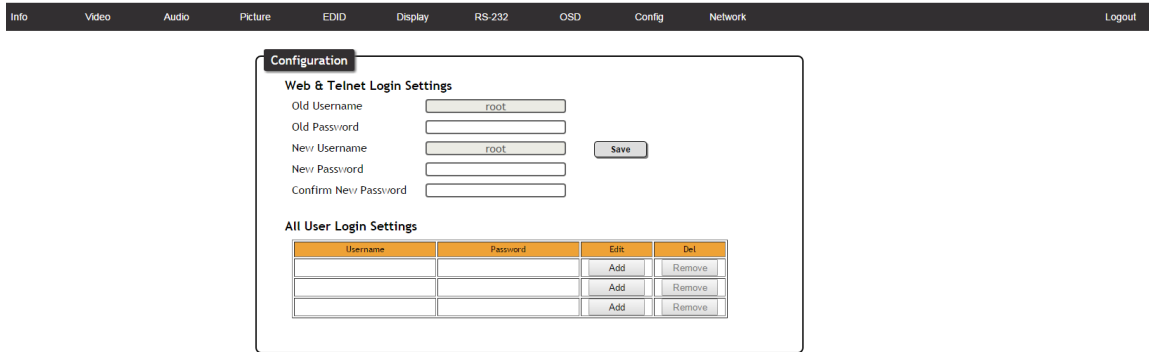 Info Video Audio Picture EDID Display RS-232 OSD Config Network Logout
Configuration
Web & Telnet Login Settings
Old Username root
Old Password
New Username root Save
New Password
Confirm New Password
All User Login Settings
Username Password Edit Del
Add Remove
Add Remove
Add Remove